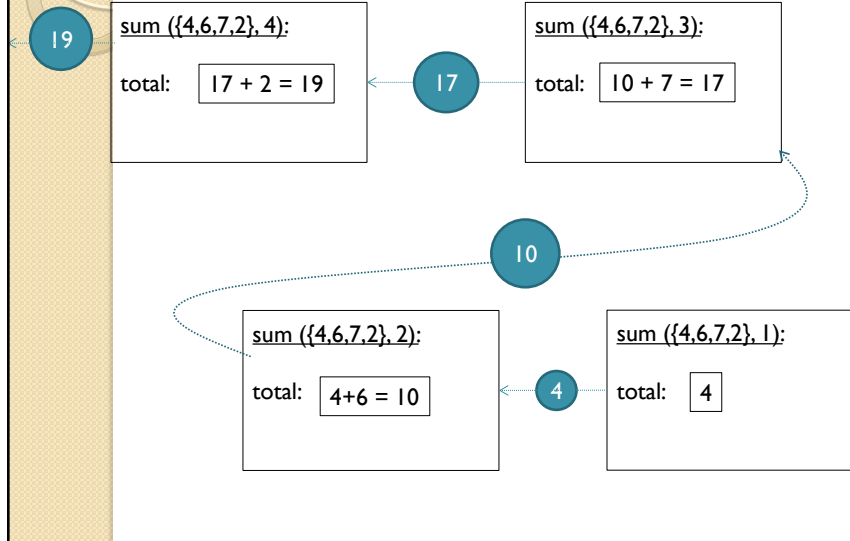 19
sum ({4,6,7,2}, 4):
total: 17 + 2 = 19
17
sum ({4,6,7,2}, 3):
total: 10 + 7 = 17
10
sum ({4,6,7,2}, 2):
total: 4+6 = 10
4
sum ({4,6,7,2}, 1):
total: 4